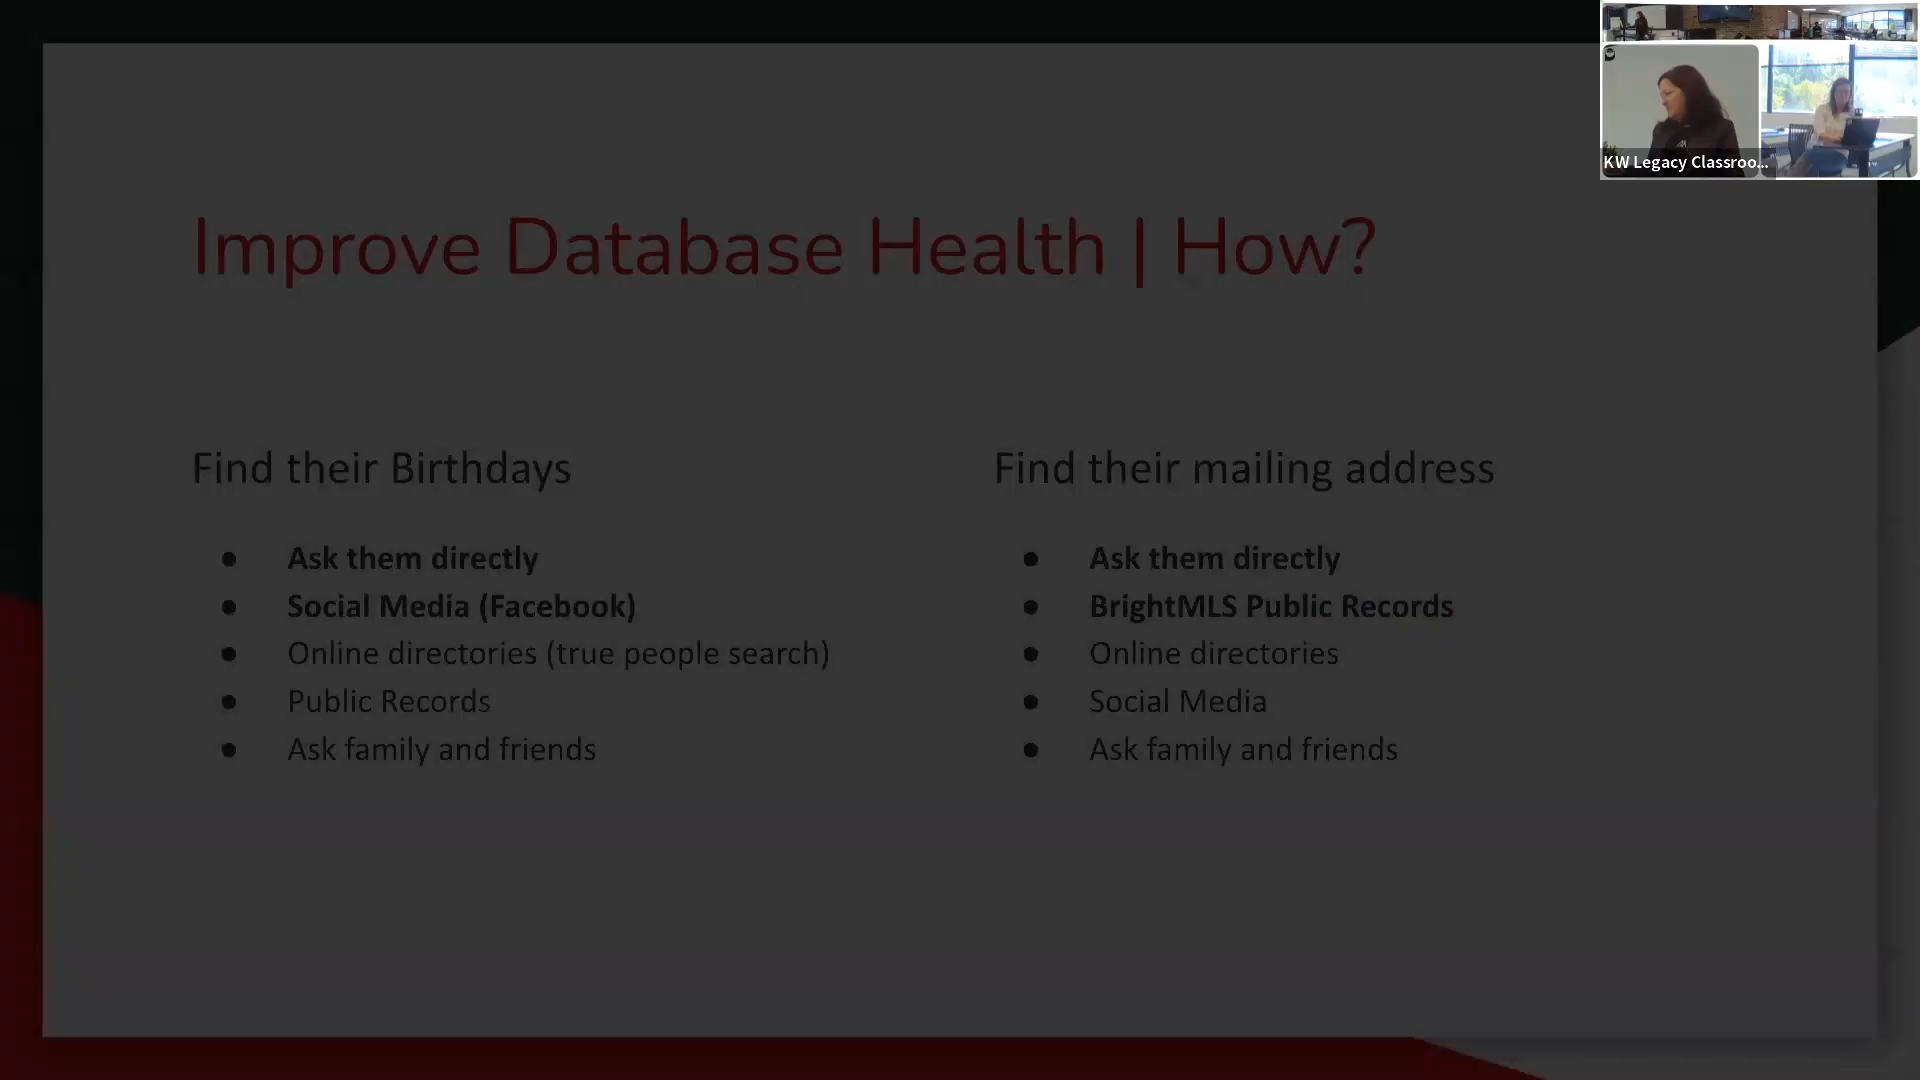 KW Legacy Classroo...
Improve Database Health | How?
Find their Birthdays
Ask them directly
Social Media (Facebook)
Online directories (true people search)
Public Records
Ask family and friends
Find their mailing address
Ask them directly
BrightMLS Public Records
Online directories
Social Media
Ask family and friends